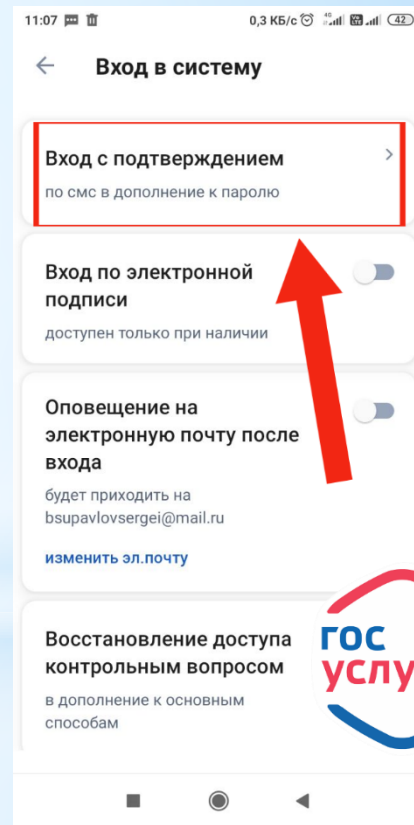 11:07 0,3 КБ/с 4G 42
Вход в систему
Вход с подтверждением
по смс в дополнение к паролю
Вход по электронной
подписи
доступен только при наличии
Оповещение на
электронную почту после
входа
будет приходить на
bsupavlovsergei@mail.ru
изменить эл.почту
Восстановление доступа
контрольным вопросом
в дополнение к основным
способам
гос
услу